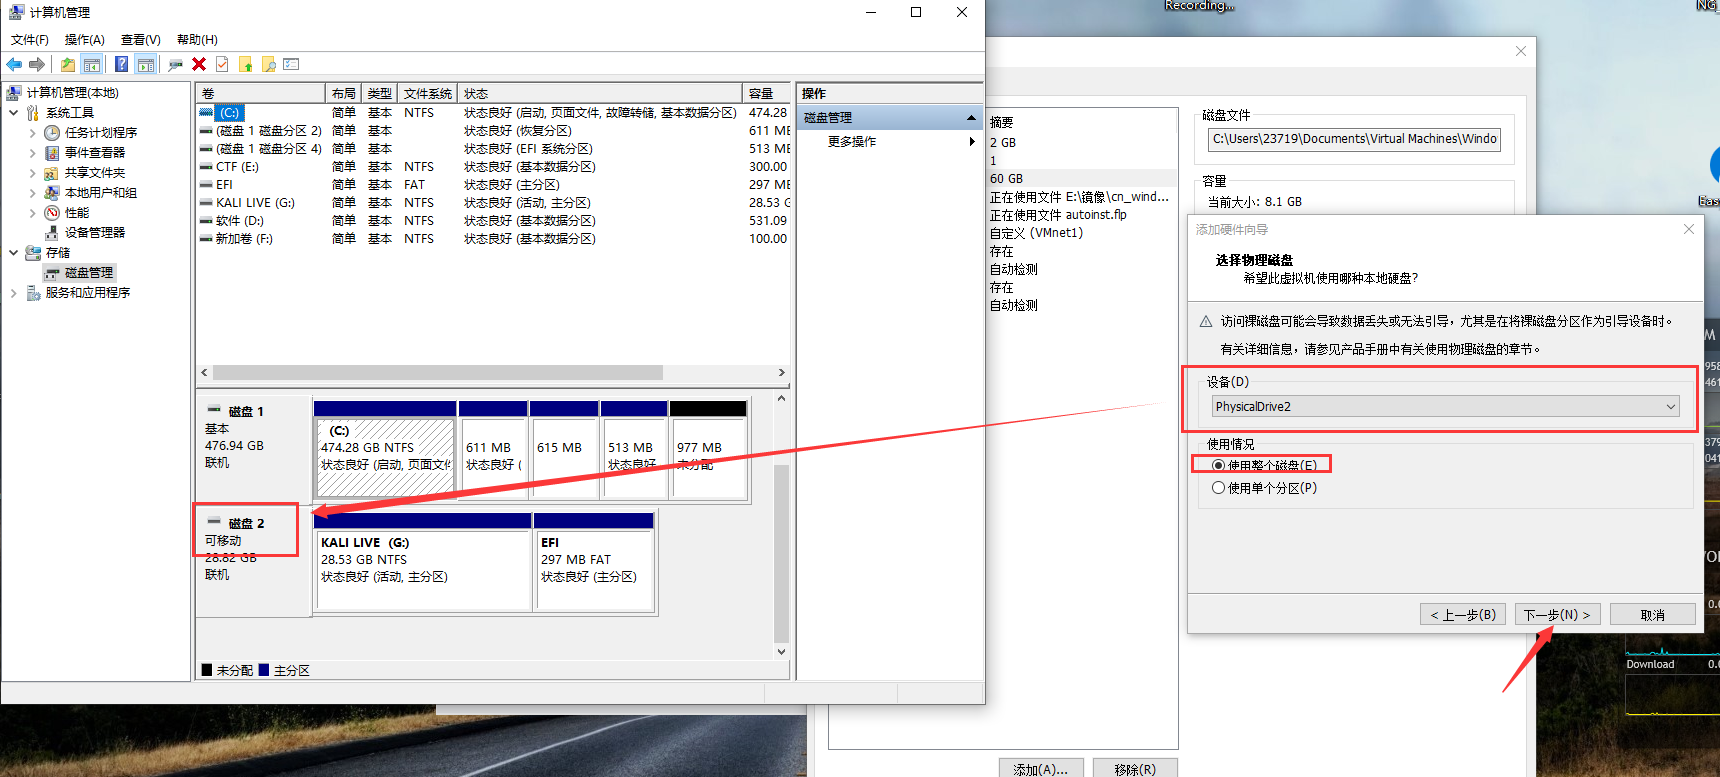 Recording...
NG_
计算机管理
文件(F) 操作(A) 查看(V) 帮助(H)
计算机管理(本地)
系统工具
任务计划程序
事件查看器
共享文件夹
本地用户和组
性能
设备管理器
存储
磁盘管理
服务和应用程序
卷 布局 类型 文件系统 状态 容量
(C:) 简单 基本 NTFS 状态良好 (启动, 页面文件, 故障转储, 基本数据分区) 474.28
(磁盘 1 磁盘分区 2) 简单 基本 状态良好 (恢复分区) 611 ME
(磁盘 1 磁盘分区 4) 简单 基本 状态良好 (EFI 系统分区) 513 ME
CTF (E:) 简单 基本 NTFS 状态良好 (基本数据分区) 300.00
EFI 简单 基本 FAT 状态良好 (主分区) 297 ME
KALI LIVE (G:) 简单 基本 NTFS 状态良好 (活动, 主分区) 28.53 G
软件 (D:) 简单 基本 NTFS 状态良好 (基本数据分区) 531.09
新加卷 (F:) 简单 基本 NTFS 状态良好 (基本数据分区) 100.00
磁盘 1
基本
476.94 GB
联机
(C:)
474.28 GB NTFS
状态良好 (启动, 页面文件
611 MB
状态良好 (
615 MB
513 MB
状态良好
977 MB
未分配
磁盘 2
可移动
28.82 GB
联机
KALI LIVE (G:)
28.53 GB NTFS
状态良好 (活动, 主分区)
EFI
297 MB FAT
状态良好 (主分区)
未分配 主分区
操作
磁盘管理
更多操作
摘要
2 GB
1
60 GB
正在使用文件 E:\镜像\cn_wind...
正在使用文件 autoinst.flp
自定义 (VMnet1)
存在
自动检测
存在
自动检测
添加(A)... 移除(R)
磁盘文件
C:\Users\23719\Documents\Virtual Machines\Windo
容量
当前大小: 8.1 GB
添加硬件向导
选择物理磁盘
希望此虚拟机使用哪种本地硬盘?
访问裸磁盘可能会导致数据丢失或无法引导，尤其是在将裸磁盘分区作为引导设备时。
有关详细信息，请参见产品手册中有关使用物理磁盘的章节。
设备(D)
PhysicalDrive2
使用情况
使用整个磁盘(E)
使用单个分区(P)
< 上一步(B) 下一步(N) > 取消
Eas
Download 0.0